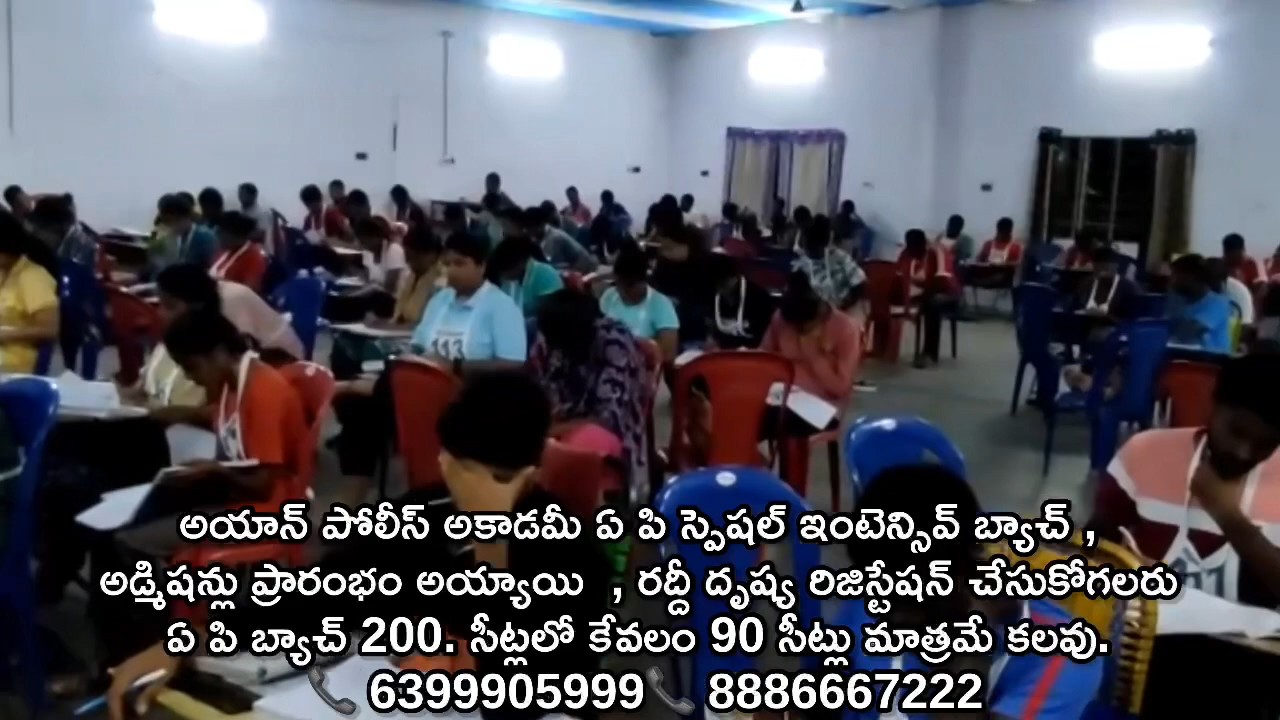 అయాన్ పోలీస్ అకాడమీ ఏ పి స్పెషల్ ఇంటెన్సివ్ బ్యాచ్ ,
అడ్మిషన్లు ప్రారంభం అయ్యాయి , రద్దీ దృష్య రిజిస్టేషన్ చేసుకోగలరు
ఏ పి బ్యాచ్ 200. సీట్లలో కేవలం 90 సీట్లు మాత్రమే కలవు.
📞 6399905999📞 8886667222